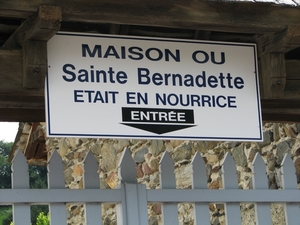 MAISON OU
Sainte Bernadette
ETAIT EN NOURRICE
ENTRÉE